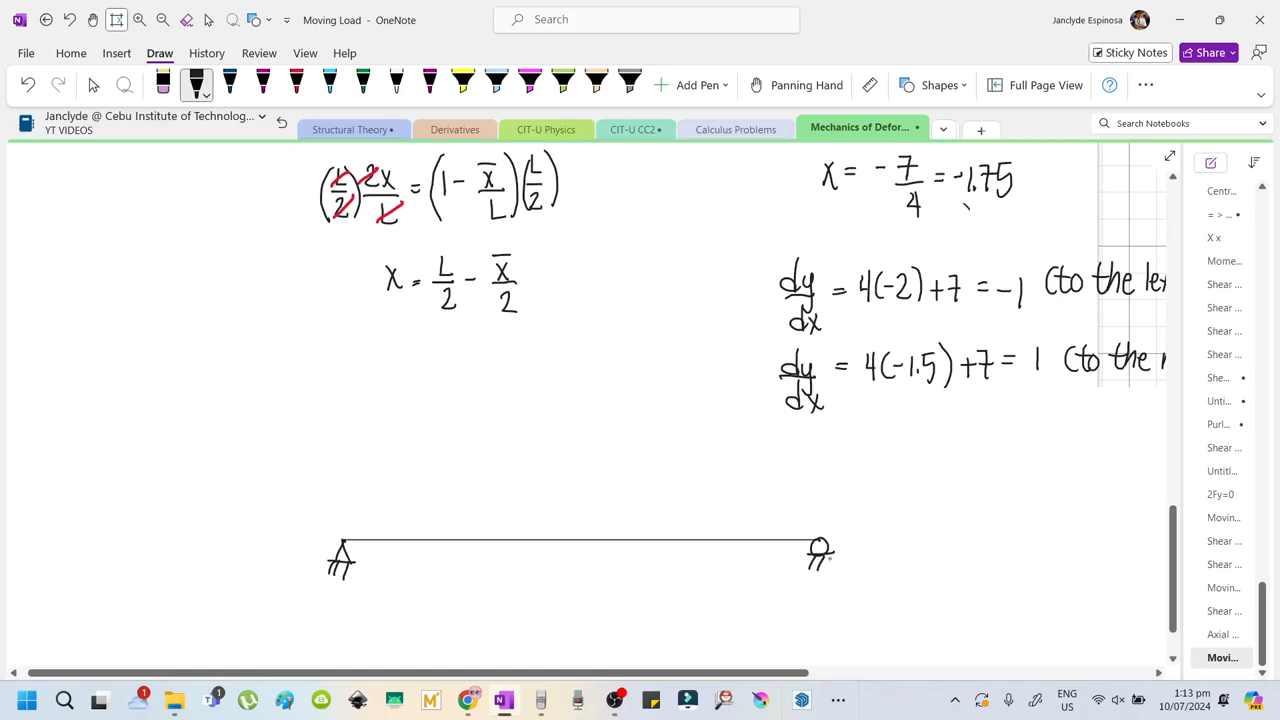 Moving Load - OneNote
Search
Janclyde Espinosa
File Home Insert Draw History Review View Help
Sticky Notes
Share
Add Pen
Panning Hand
Shapes
Full Page View
Janclyde @ Cebu Institute of Technolog...
YT VIDEOS
Structural Theory
Derivatives
CIT-U Physics
CIT-U CC2
Calculus Problems
Mechanics of Defor...
Search Notebooks
(L/2) 2x/L = (1 - x̅/L)(L/2)
x = L/2 - x̅/2
x = - 7/4 = -1.75
dy/dx = 4(-2)+7 = -1 (to the le
dy/dx = 4(-1.5)+7 = 1 (to the r
Centr...
= > ...
X x
Mome...
Shear ...
Shear ...
Shear ...
Shear ...
She...
Unti...
Purl...
Shear ...
Untitl...
2Fy=0
Movin...
Shear ...
Shear ...
Movin...
Shear ...
Axial ...
Movi...
1
1
ENG
PH
1:13 pm
10/07/2024